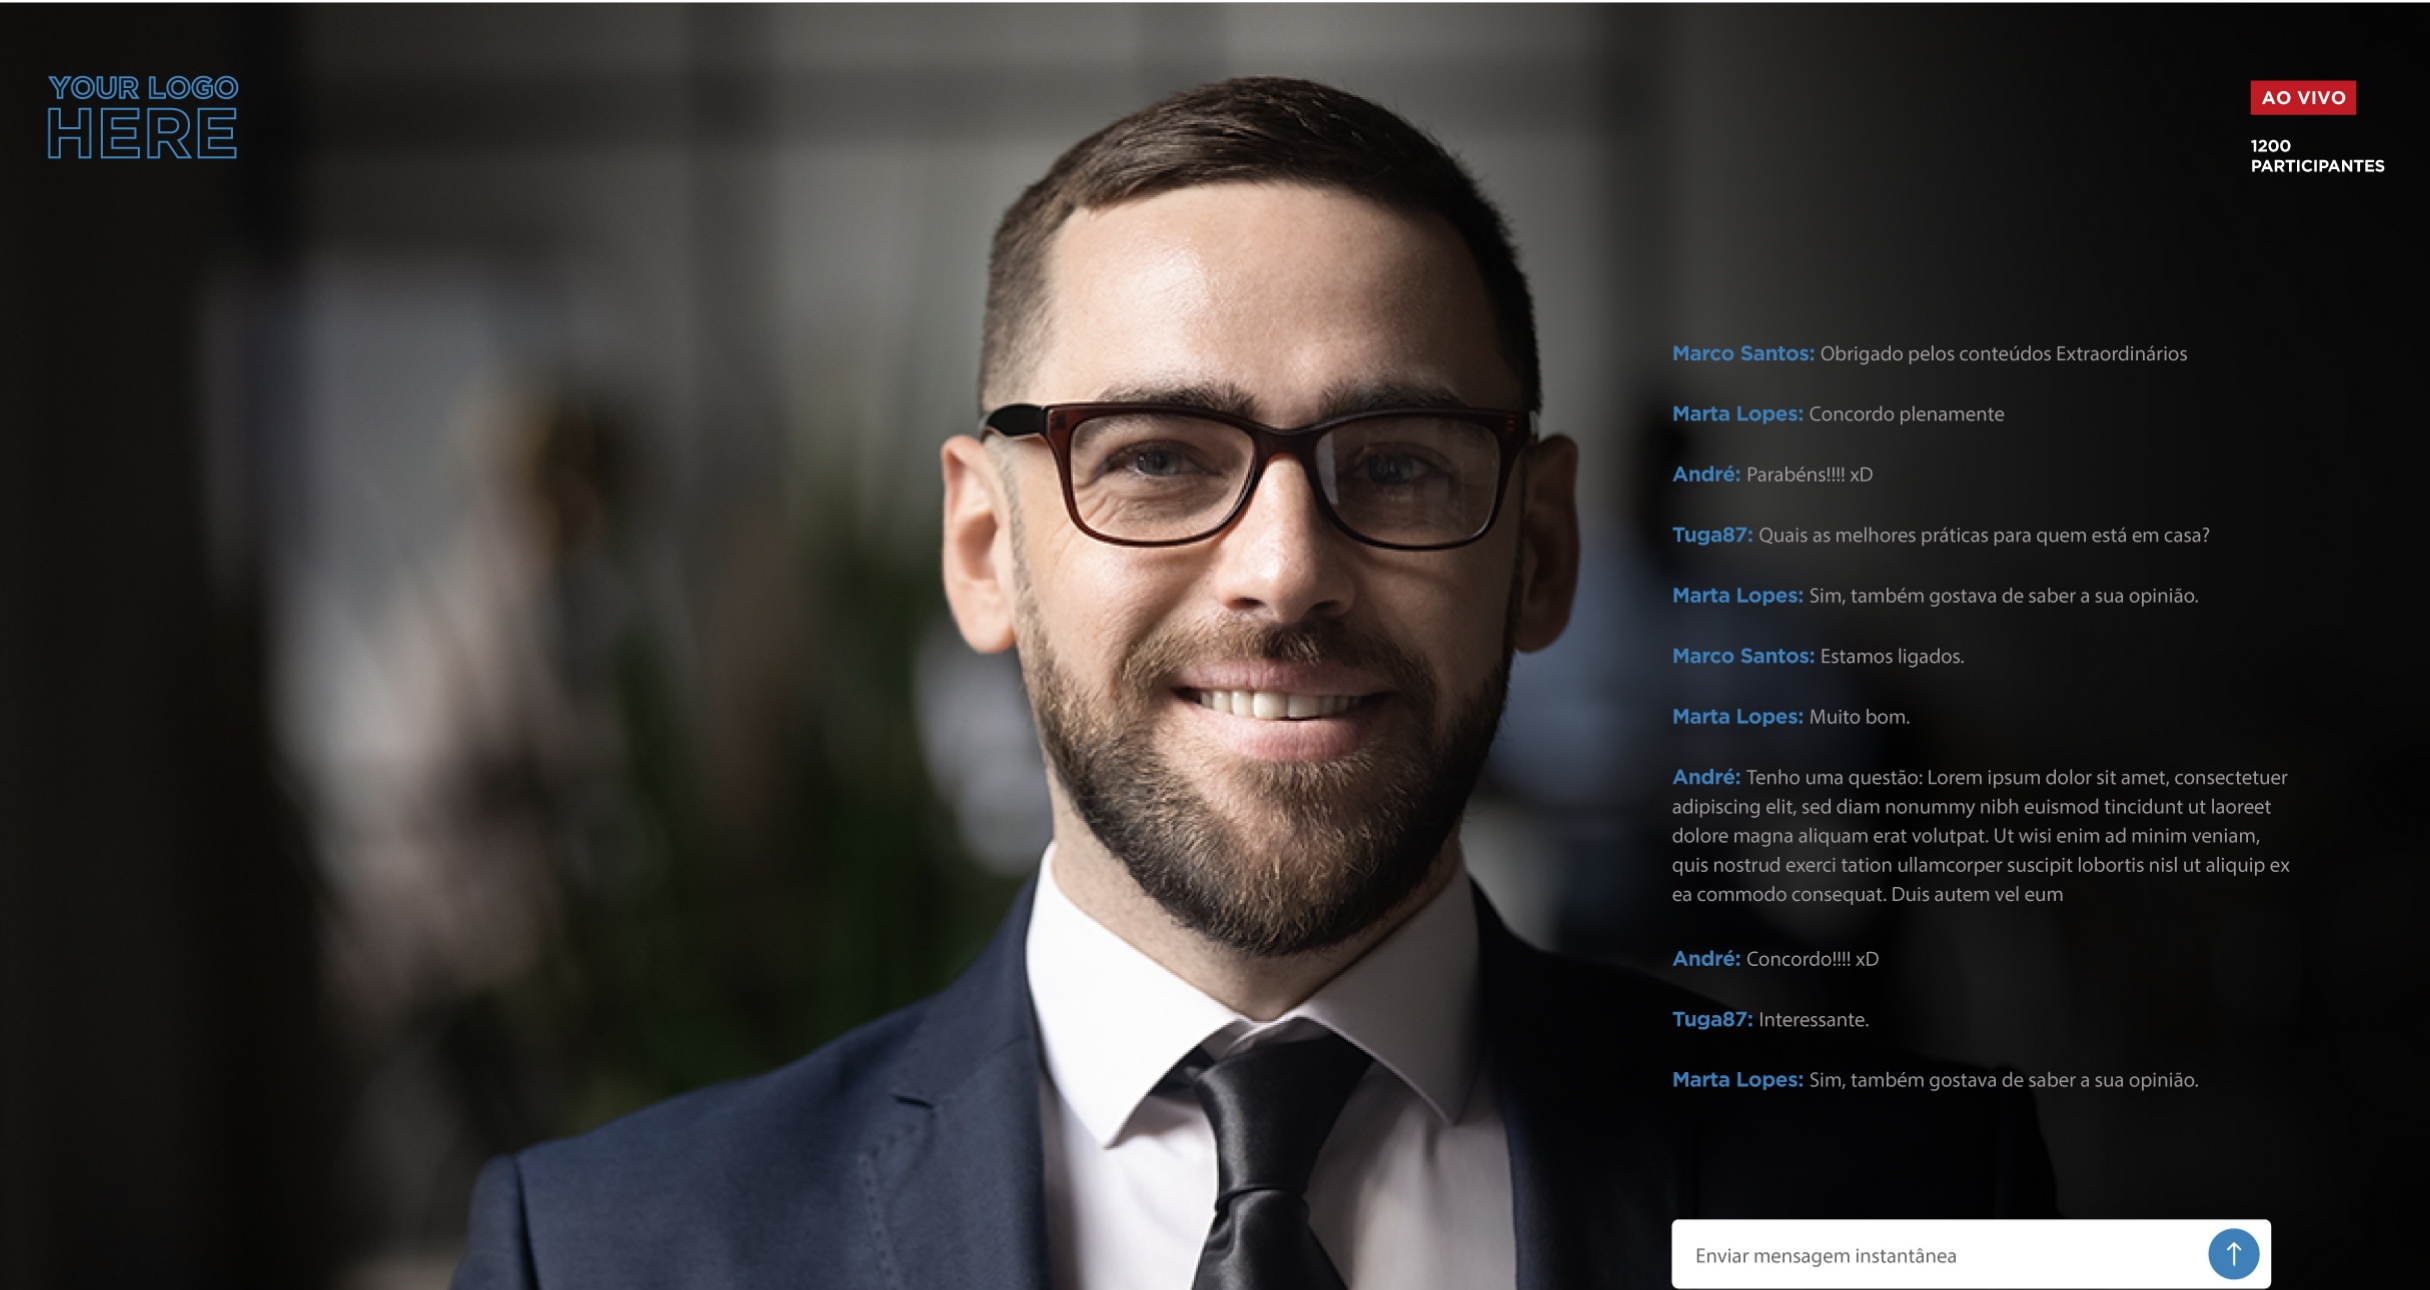 YOUR LOGO
HERE
AO VIVO
1200
PARTICIPANTES
Marco Santos: Obrigado pelos conteúdos Extraordinários
Marta Lopes: Concordo plenamente
André: Parabéns!!!! xD
Tuga87: Quais as melhores práticas para quem está em casa?
Marta Lopes: Sim, também gostava de saber a sua opinião.
Marco Santos: Estamos ligados.
Marta Lopes: Muito bom.
André: Tenho uma questão: Lorem ipsum dolor sit amet, consectetuer
adipiscing elit, sed diam nonummy nibh euismod tincidunt ut laoreet
dolore magna aliquam erat volutpat. Ut wisi enim ad minim veniam,
quis nostrud exerci tation ullamcorper suscipit lobortis nisl ut aliquip ex
ea commodo consequat. Duis autem vel eum
André: Concordo!!!! xD
Tuga87: Interessante.
Marta Lopes: Sim, também gostava de saber a sua opinião.
Enviar mensagem instantânea